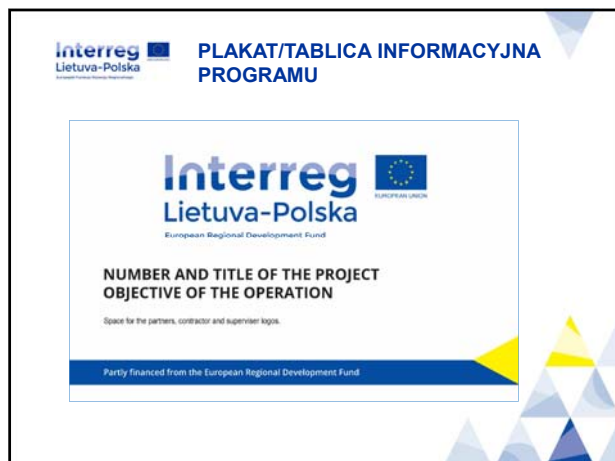 Interreg
Lietuva-Polska
PLAKAT/TABLICA INFORMACYJNA
PROGRAMU
Interreg
EUROPEAN UNION
Lietuva-Polska
European Regional Development Fund
NUMBER AND TITLE OF THE PROJECT
OBJECTIVE OF THE OPERATION
Space for the partners, contractor and superviser logos.
Partly financed from the European Regional Development Fund